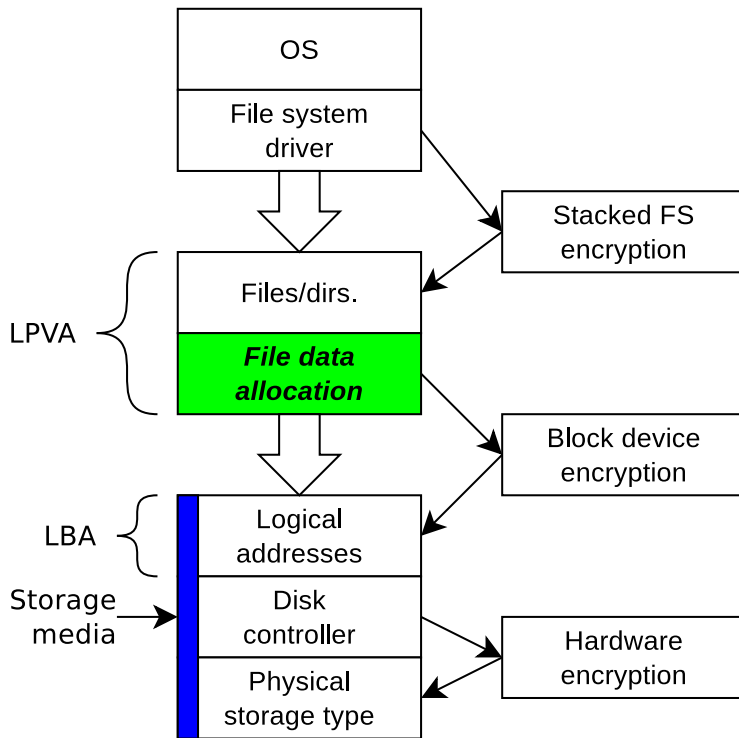 OS
File system
driver
Stacked FS
encryption
Files/dirs.
LPVA
File data
allocation
Block device
encryption
Logical
addresses
LBA
Storage
media
Disk
controller
Hardware
encryption
Physical
storage type